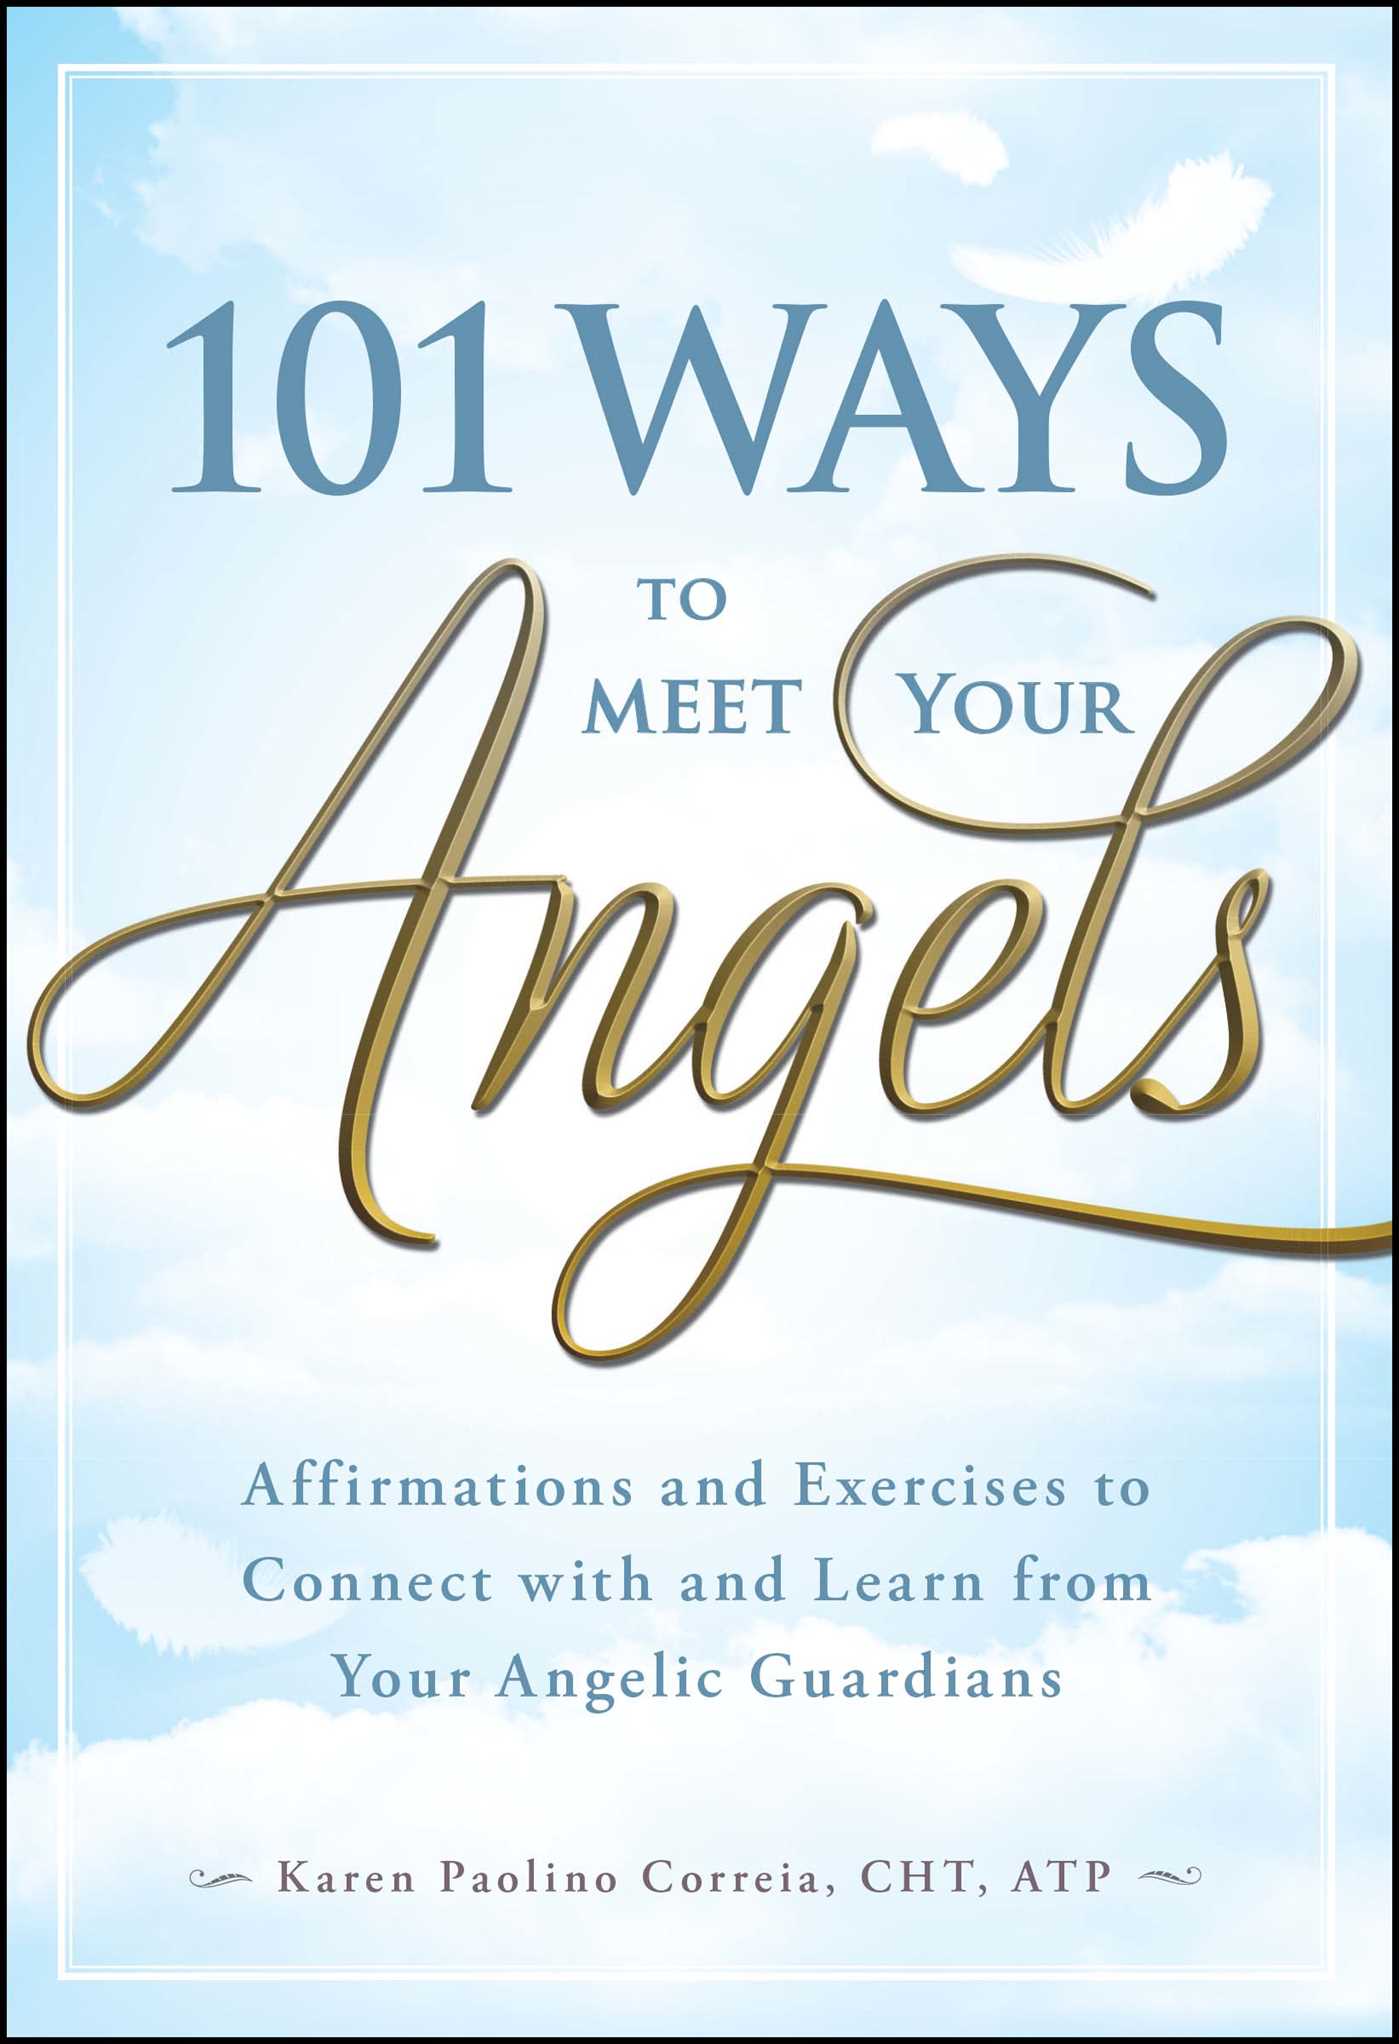 101 WAYS
TO
MEET YOUR
Angels
Affirmations and Exercises to
Connect with and Learn from
Your Angelic Guardians
Karen Paolino Correia, CHT, ATP